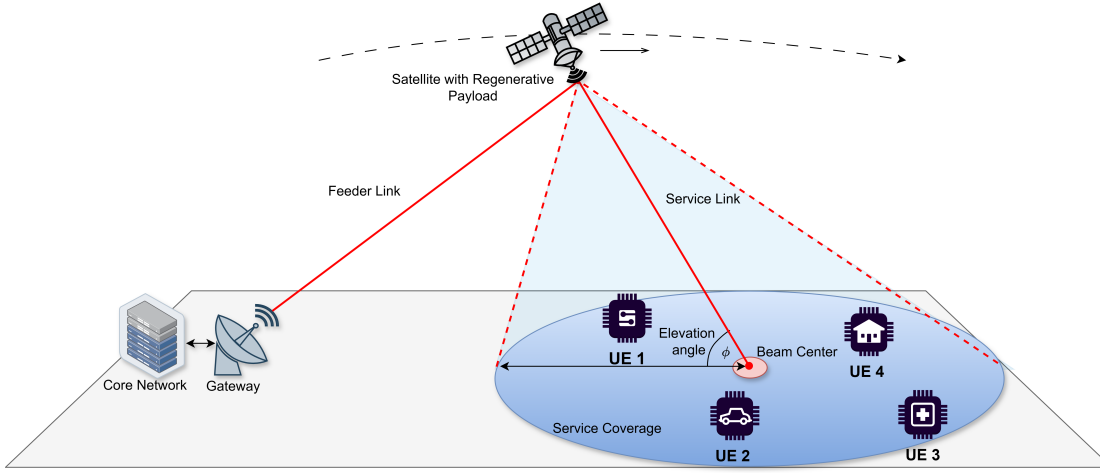 Satellite with Regenerative
Payload
Feeder Link
Service Link
Core Network
Gateway
UE 1
Elevation
angle
ϕ
Beam Center
UE 4
Service Coverage
UE 2
UE 3